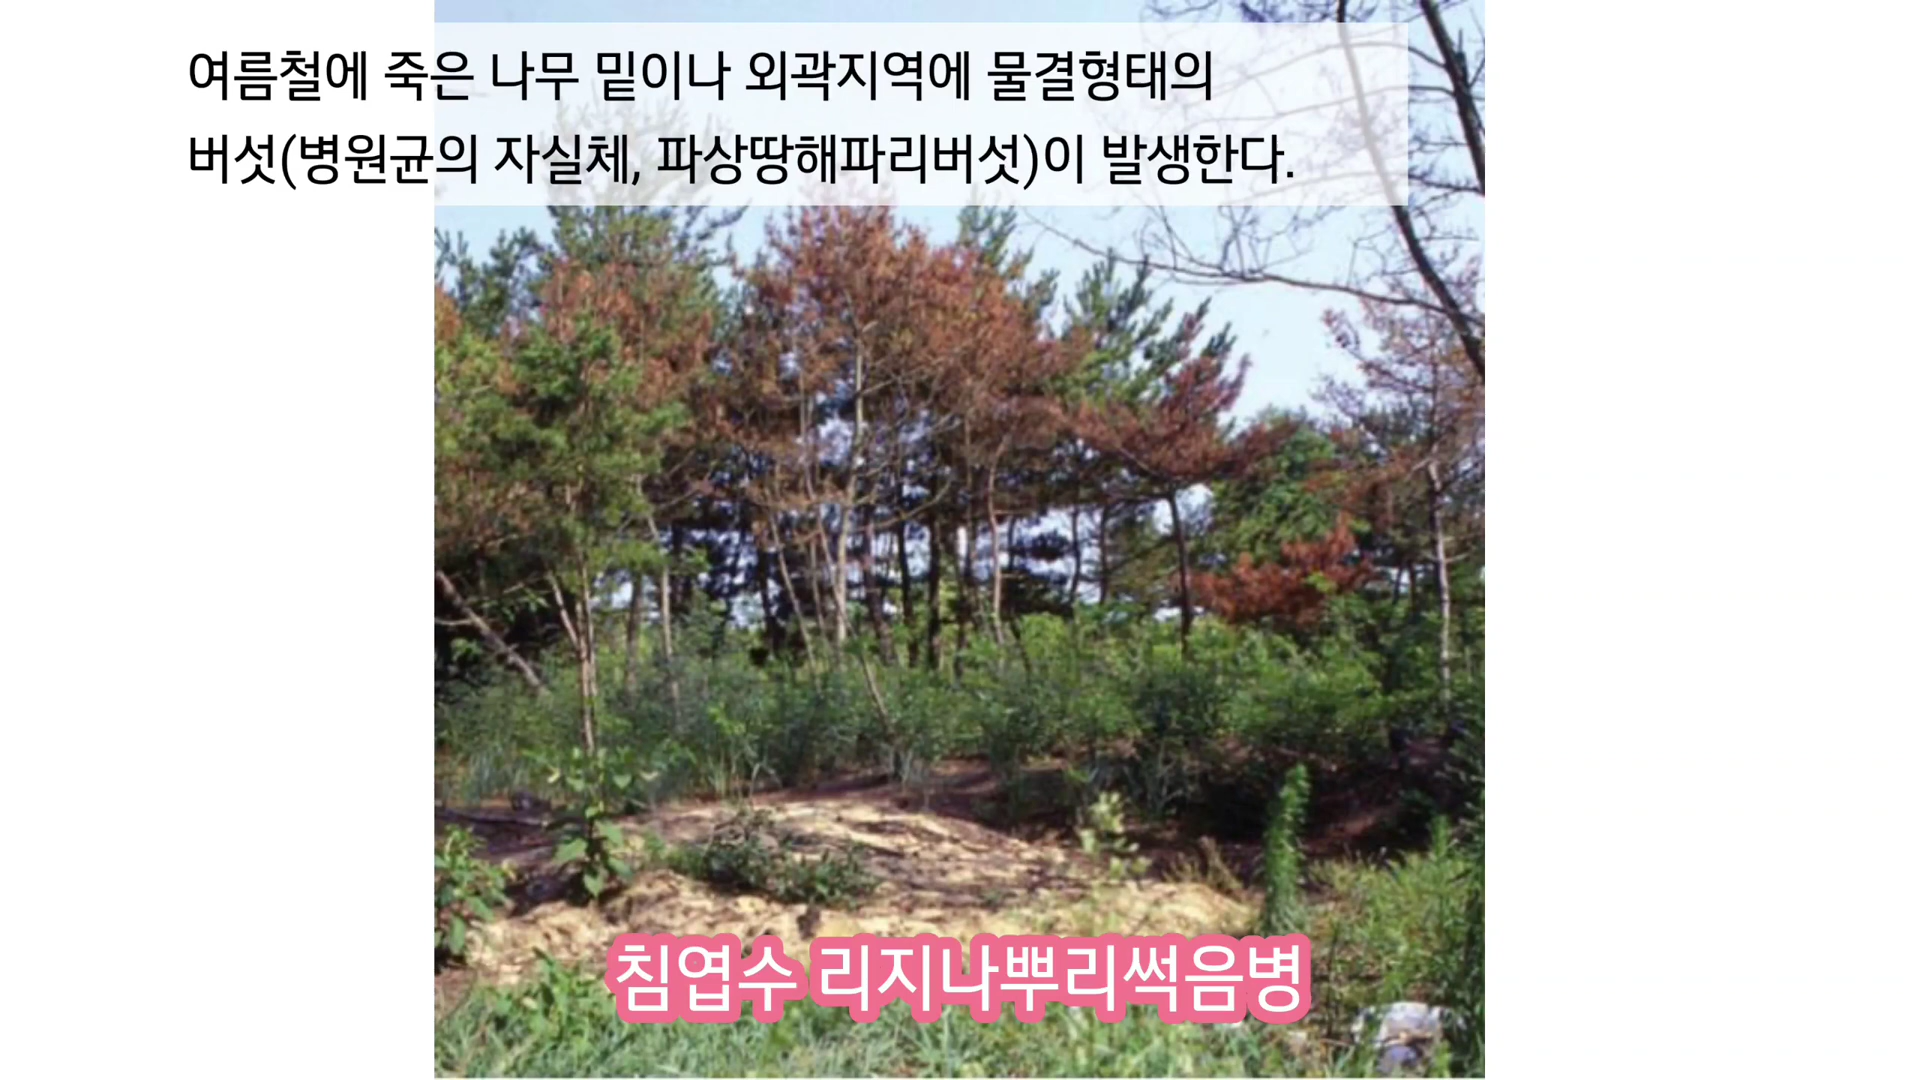 여름철에 죽은 나무 밑이나 외곽지역에 물결형태의
버섯(병원균의 자실체, 파상땅해파리버섯)이 발생한다.
침엽수 리지나뿌리썩음병